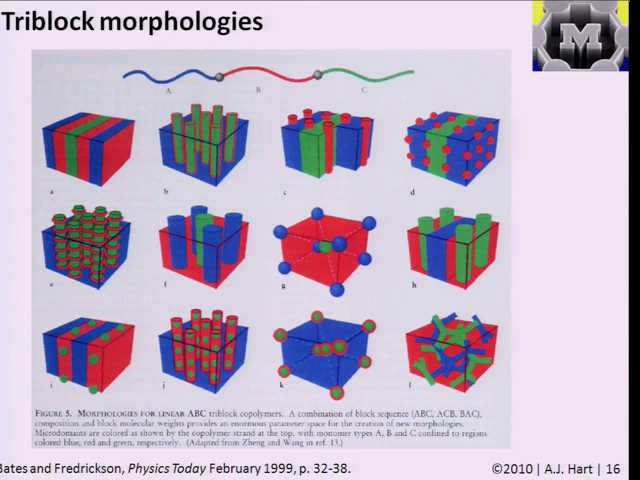 Triblock morphologies
M
A B C
a b c d
e f g h
i j k l
FIGURE 5. MORPHOLOGIES FOR LINEAR ABC triblock copolymers. A combination of block sequence (ABC, ACB, BAC),
composition and block molecular weights provides an enormous parameter space for the creation of new morphologies.
Microdomains are colored as shown by the copolymer strand at the top, with monomer types A, B and C confined to regions
colored blue, red and green, respectively. (Adapted from Zheng and Wang in ref. 13.)
Bates and Fredrickson, Physics Today February 1999, p. 32-38.
©2010 | A.J. Hart | 16